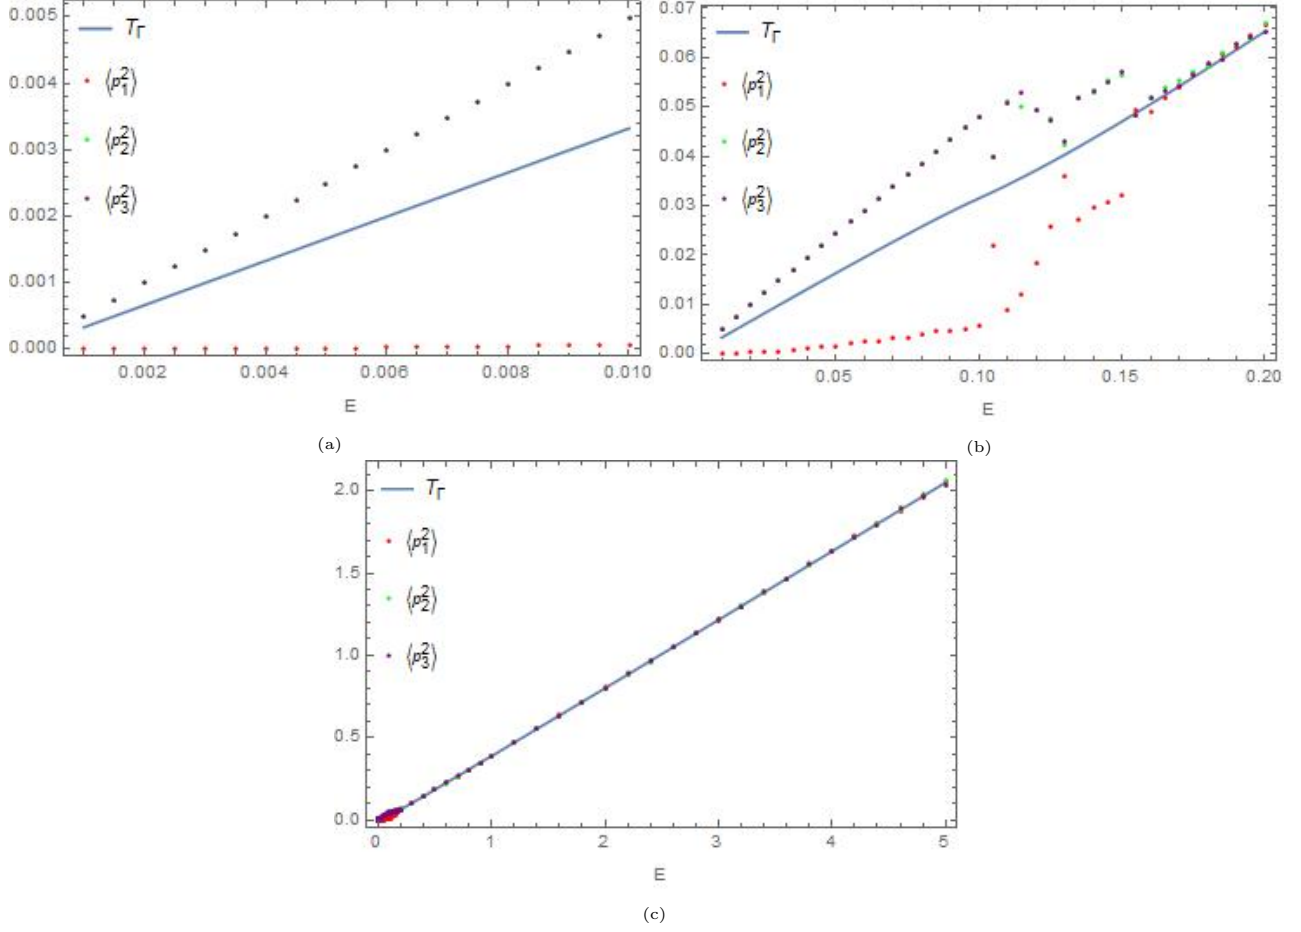 0.005
0.004
0.003
0.002
0.001
0.000
T_Γ
⟨p_1^2⟩
⟨p_2^2⟩
⟨p_3^2⟩
0.002 0.004 0.006 0.008 0.010
E
(a)
0.07
0.06
0.05
0.04
0.03
0.02
0.01
0.00
T_Γ
⟨p_1^2⟩
⟨p_2^2⟩
⟨p_3^2⟩
0.05 0.10 0.15 0.20
E
(b)
2.0
1.5
1.0
0.5
0.0
T_Γ
⟨p_1^2⟩
⟨p_2^2⟩
⟨p_3^2⟩
0 1 2 3 4 5
E
(c)